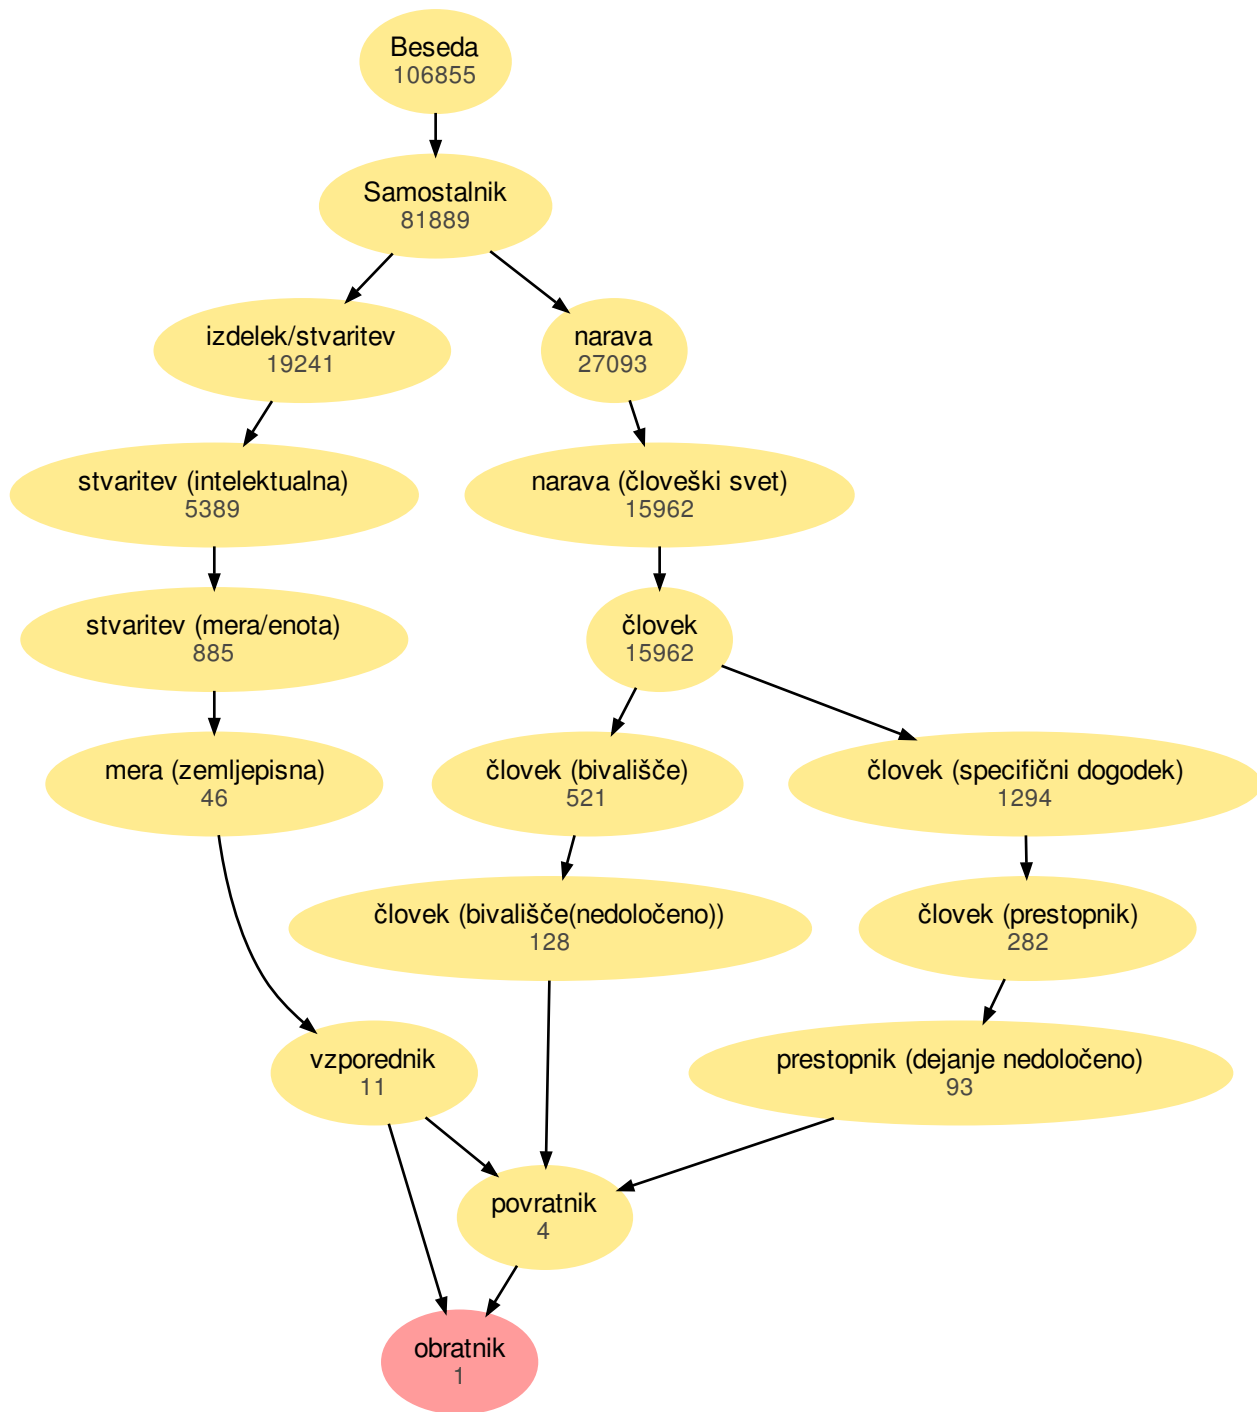 Beseda
106855
Samostalnik
81889
izdelek/stvaritev
19241
narava
27093
stvaritev (intelektualna)
5389
narava (človeški svet)
15962
stvaritev (mera/enota)
885
človek
15962
mera (zemljepisna)
46
človek (bivališče)
521
človek (specifični dogodek)
1294
človek (bivališče(nedoločeno))
128
človek (prestopnik)
282
vzporednik
11
prestopnik (dejanje nedoločeno)
93
povratnik
4
obratnik
1